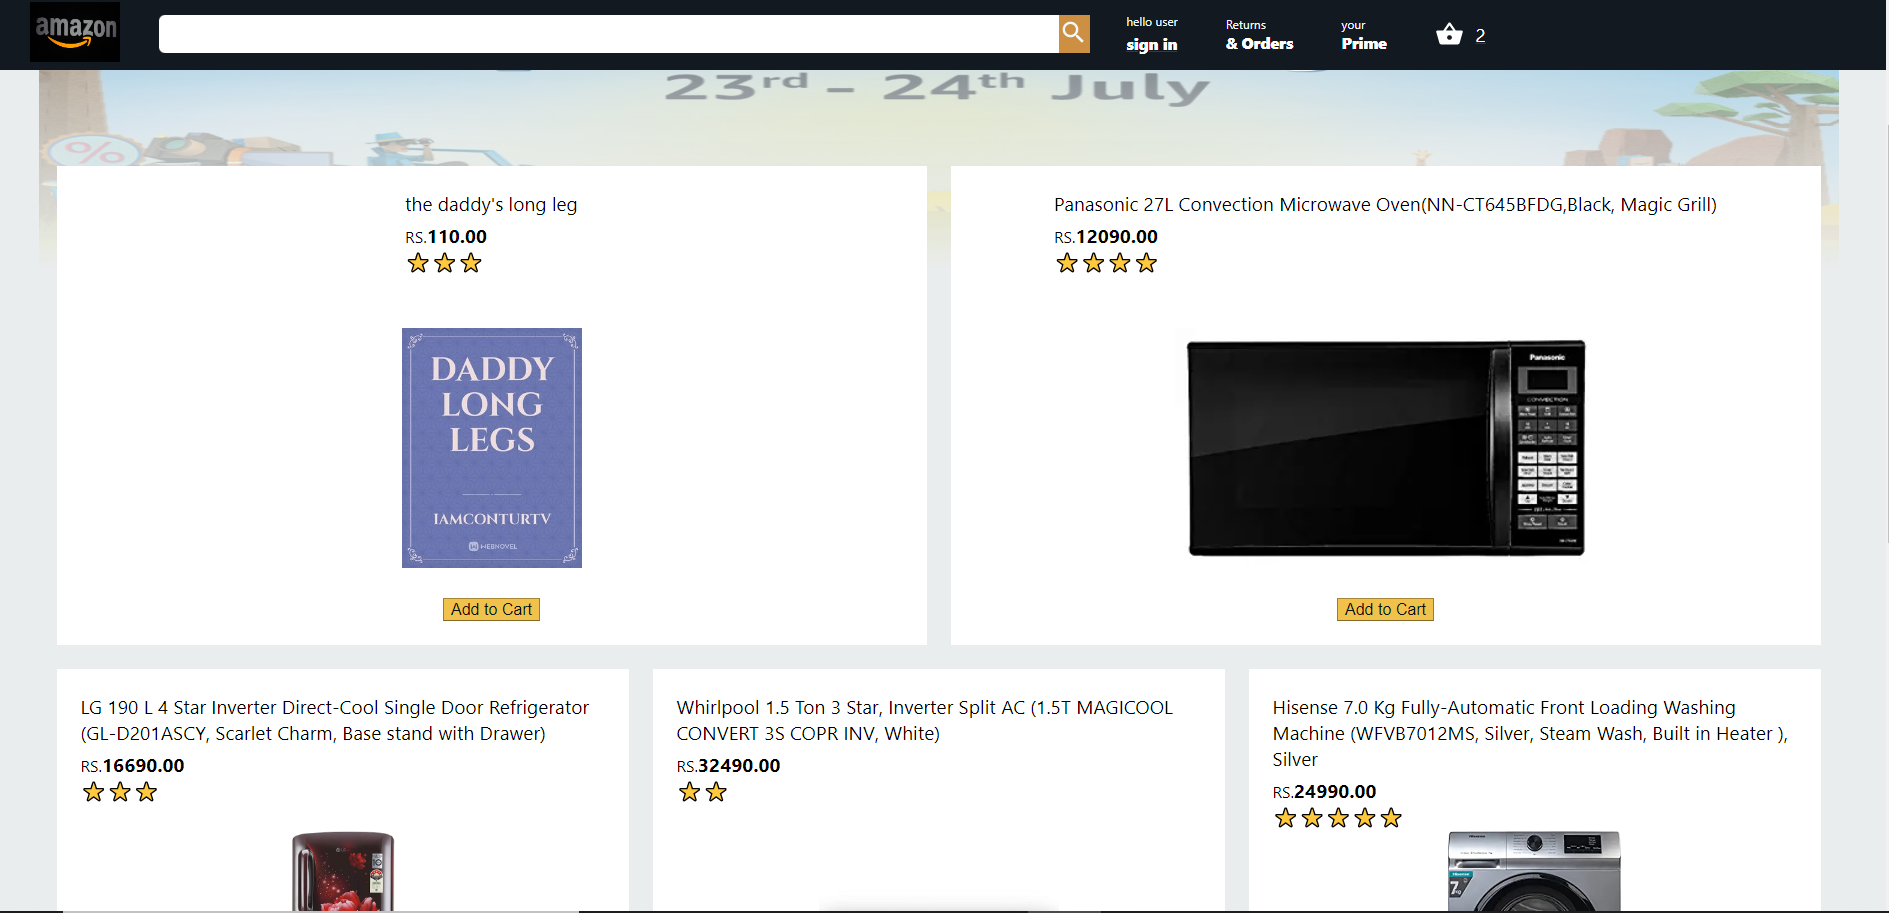 amazon
hello user
sign in
Returns
& Orders
your
Prime
2
23rd - 24th July
%
the daddy's long leg
RS.110.00
DADDY
LONG
LEGS
IAMCONTURTV
WEBNOVEL
Add to Cart
Panasonic 27L Convection Microwave Oven(NN-CT645BFDG,Black, Magic Grill)
RS.12090.00
Panasonic
CONVECTION
Add to Cart
LG 190 L 4 Star Inverter Direct-Cool Single Door Refrigerator
(GL-D201ASCY, Scarlet Charm, Base stand with Drawer)
RS.16690.00
LG
Whirlpool 1.5 Ton 3 Star, Inverter Split AC (1.5T MAGICOOL
CONVERT 3S COPR INV, White)
RS.32490.00
Hisense 7.0 Kg Fully-Automatic Front Loading Washing
Machine (WFVB7012MS, Silver, Steam Wash, Built in Heater ),
Silver
RS.24990.00
Hisense
Hisense
7kg